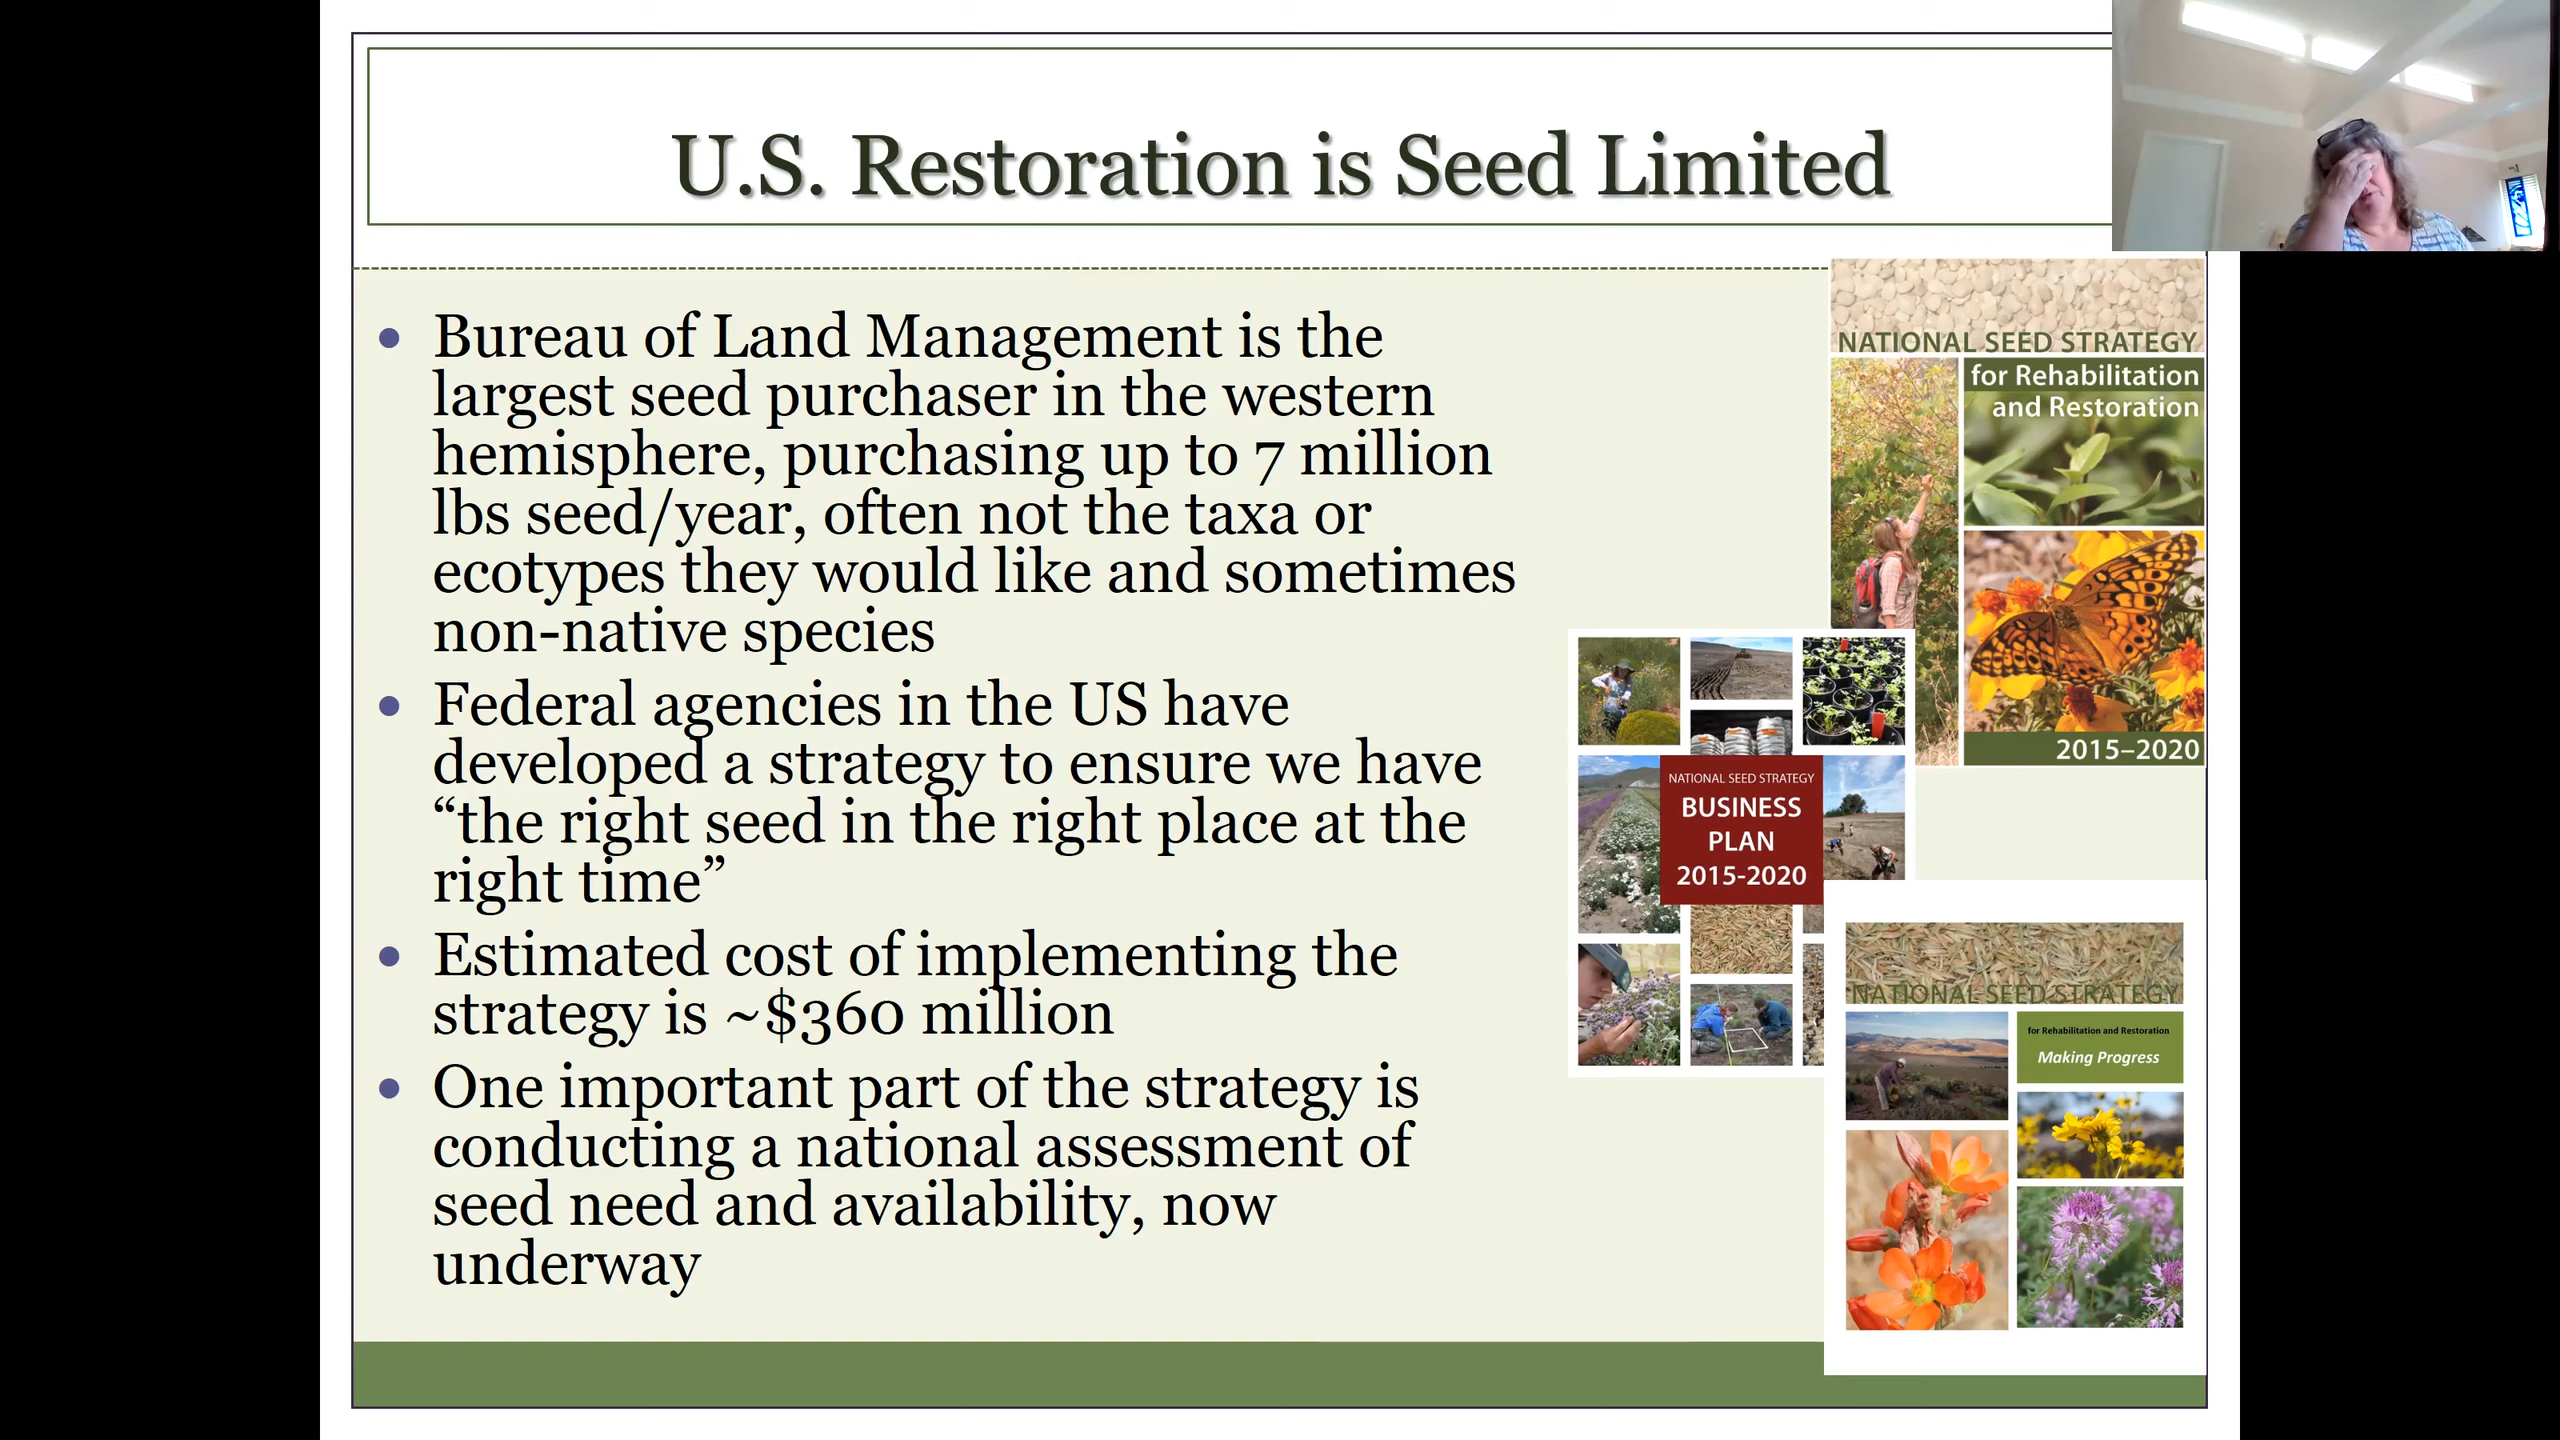 U.S. Restoration is Seed Limited
• Bureau of Land Management is the
largest seed purchaser in the western
hemisphere, purchasing up to 7 million
lbs seed/year, often not the taxa or
ecotypes they would like and sometimes
non-native species
• Federal agencies in the US have
developed a strategy to ensure we have
“the right seed in the right place at the
right time”
• Estimated cost of implementing the
strategy is ~$360 million
• One important part of the strategy is
conducting a national assessment of
seed need and availability, now
underway
NATIONAL SEED STRATEGY
for Rehabilitation
and Restoration
2015–2020
NATIONAL SEED STRATEGY
BUSINESS
PLAN
2015-2020
NATIONAL SEED STRATEGY
for Rehabilitation and Restoration
Making Progress